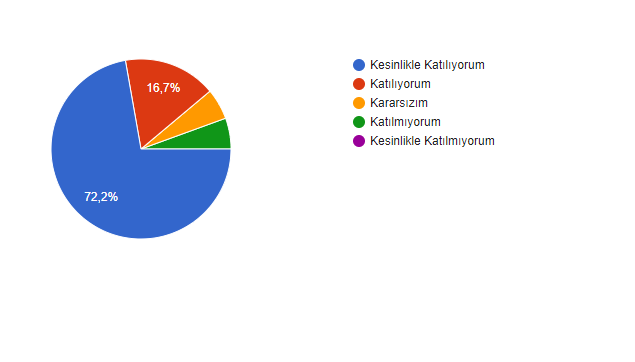 16,7%
72,2%
Kesinlikle Katılıyorum
Katılıyorum
Kararsızım
Katılmıyorum
Kesinlikle Katılmıyorum